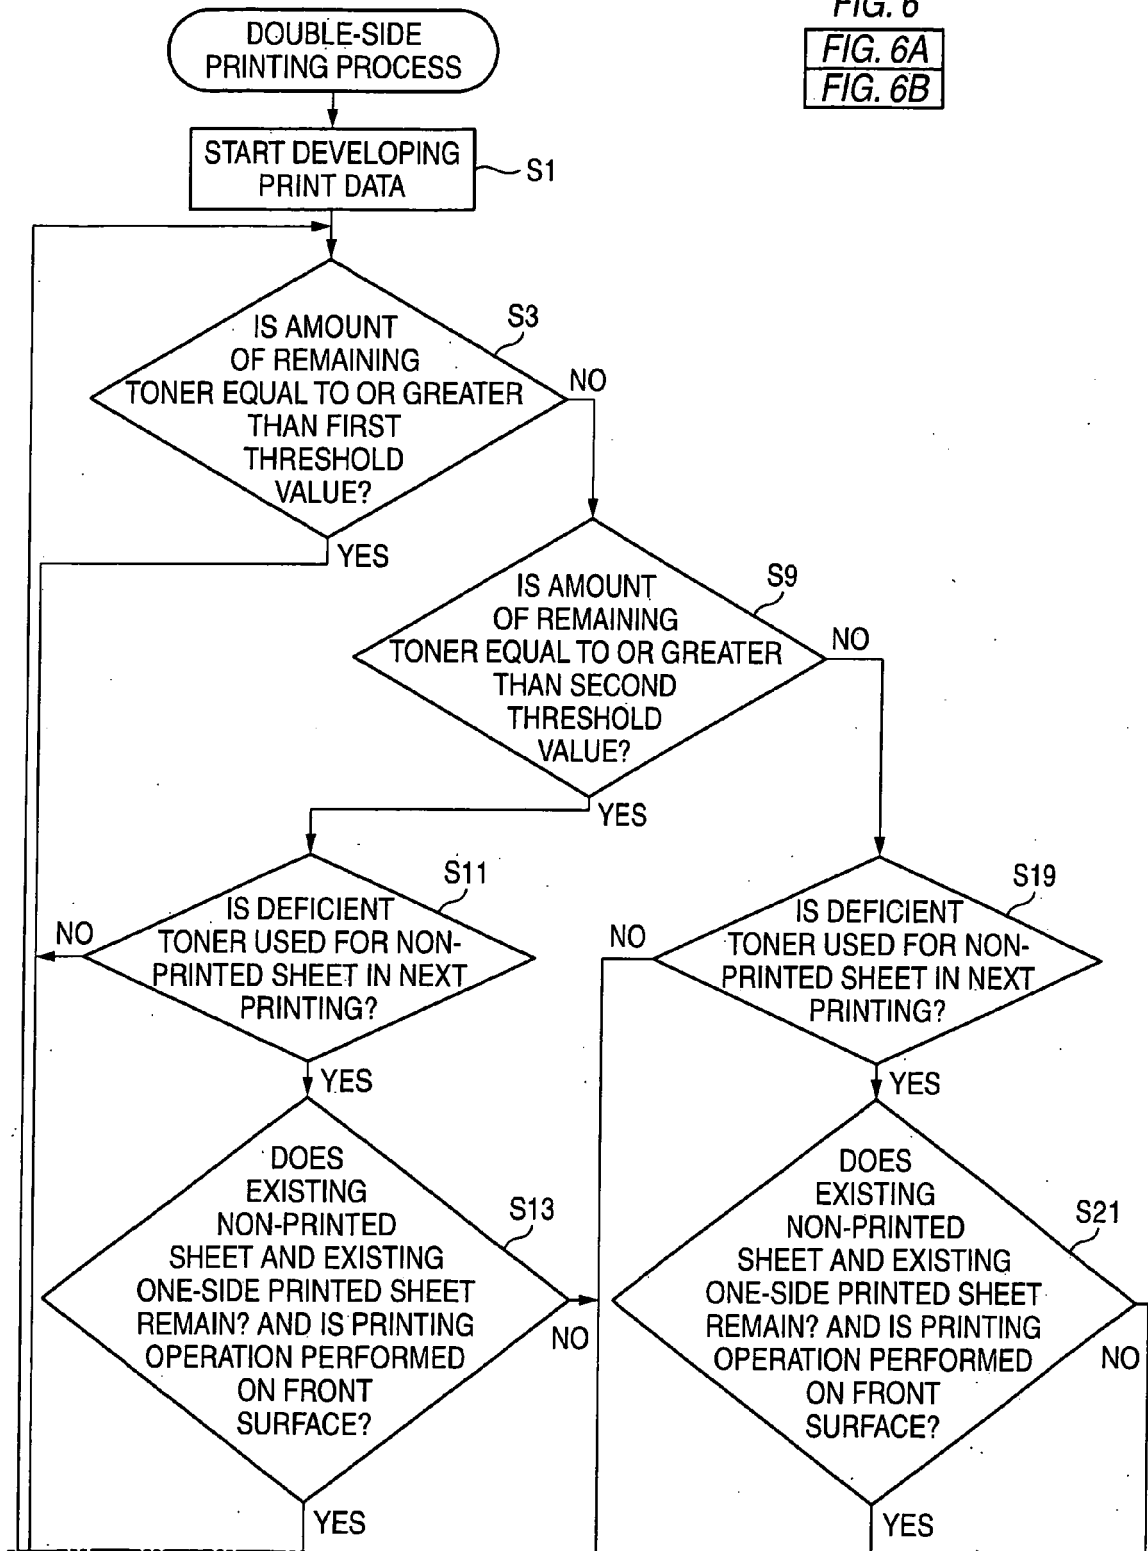 FIG. 6
FIG. 6A
FIG. 6B
DOUBLE-SIDE
PRINTING PROCESS
START DEVELOPING
PRINT DATA
S1
S3
IS AMOUNT
OF REMAINING
TONER EQUAL TO OR GREATER
THAN FIRST
THRESHOLD
VALUE?
NO
YES
S9
IS AMOUNT
OF REMAINING
TONER EQUAL TO OR GREATER
THAN SECOND
THRESHOLD
VALUE?
NO
YES
S11
IS DEFICIENT
TONER USED FOR NON-
PRINTED SHEET IN NEXT
PRINTING?
NO
YES
S19
IS DEFICIENT
TONER USED FOR NON-
PRINTED SHEET IN NEXT
PRINTING?
NO
YES
S13
DOES
EXISTING
NON-PRINTED
SHEET AND EXISTING
ONE-SIDE PRINTED SHEET
REMAIN? AND IS PRINTING
OPERATION PERFORMED
ON FRONT
SURFACE?
NO
YES
S21
DOES
EXISTING
NON-PRINTED
SHEET AND EXISTING
ONE-SIDE PRINTED SHEET
REMAIN? AND IS PRINTING
OPERATION PERFORMED
ON FRONT
SURFACE?
NO
YES